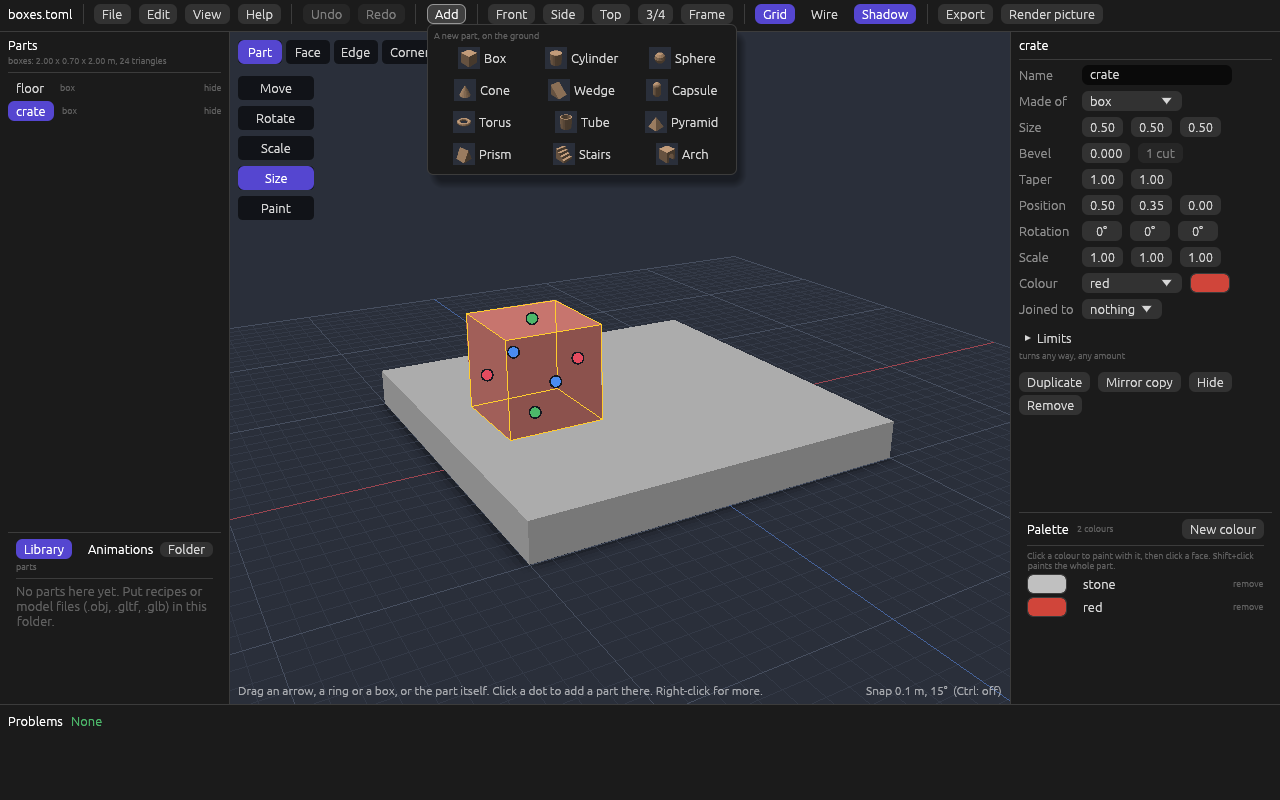 boxes.toml File Edit View Help Undo Redo Add Front Side Top 3/4 Frame Grid Wire Shadow Export Render picture
Parts
boxes: 2.00 x 0.70 x 2.00 m, 24 triangles
floor box hide
crate box hide
Library Animations Folder
parts
No parts here yet. Put recipes or
model files (.obj, .gltf, .glb) in this
folder.
Part Face Edge Corner
Move
Rotate
Scale
Size
Paint
A new part, on the ground
Box Cylinder Sphere
Cone Wedge Capsule
Torus Tube Pyramid
Prism Stairs Arch
Drag an arrow, a ring or a box, or the part itself. Click a dot to add a part there. Right-click for more.
Snap 0.1 m, 15° (Ctrl: off)
crate
Name crate
Made of box
Size 0.50 0.50 0.50
Bevel 0.000 1 cut
Taper 1.00 1.00
Position 0.50 0.35 0.00
Rotation 0° 0° 0°
Scale 1.00 1.00 1.00
Colour red
Joined to nothing
Limits
turns any way, any amount
Duplicate Mirror copy Hide
Remove
Palette 2 colours New colour
Click a colour to paint with it, then click a face. Shift+click
paints the whole part.
stone remove
red remove
Problems None